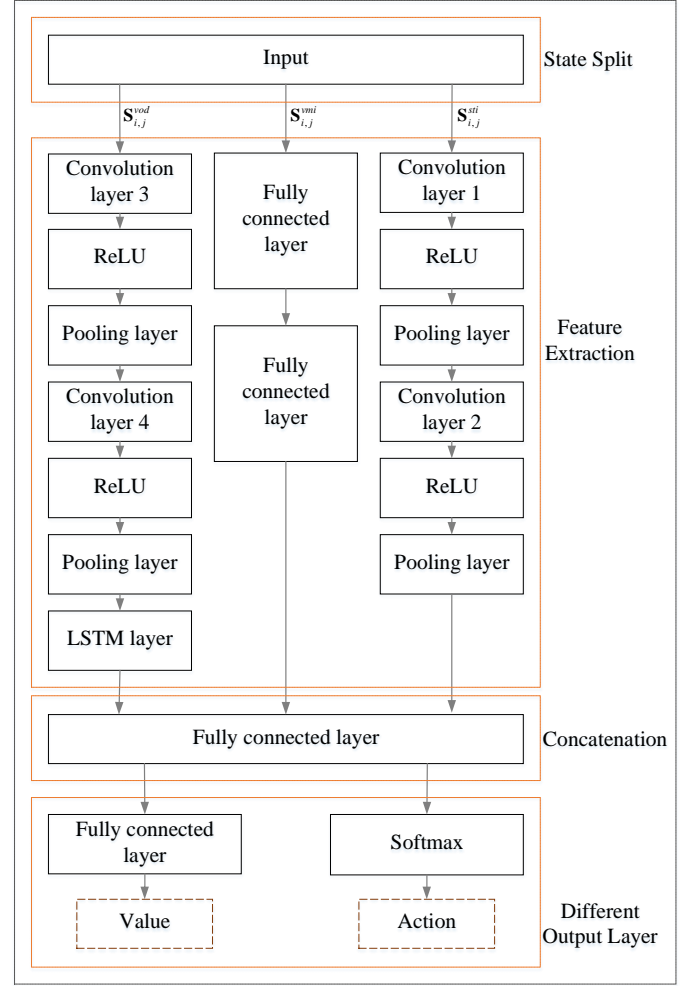 Input
State Split
S^{vod}_{i,j}
S^{vmi}_{i,j}
S^{sti}_{i,j}
Convolution
layer 3
ReLU
Pooling layer
Convolution
layer 4
ReLU
Pooling layer
LSTM layer
Fully
connected
layer
Fully
connected
layer
Convolution
layer 1
ReLU
Pooling layer
Convolution
layer 2
ReLU
Pooling layer
Feature
Extraction
Fully connected layer
Concatenation
Fully connected
layer
Value
Softmax
Action
Different
Output Layer